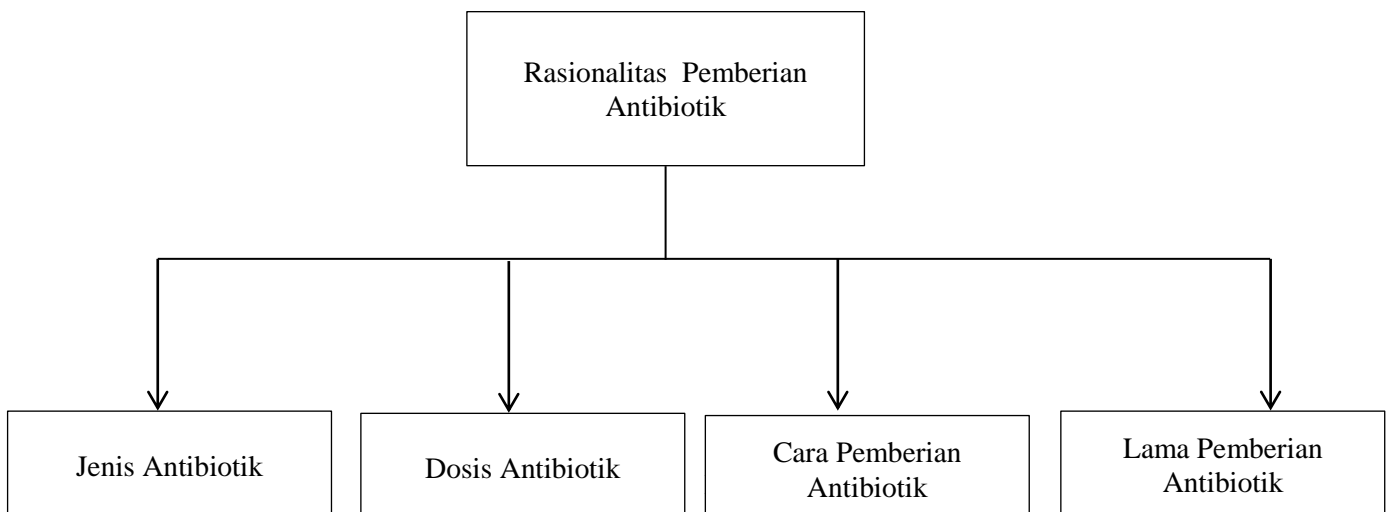 Rasionalitas Pemberian
Antibiotik
Jenis Antibiotik
Dosis Antibiotik
Cara Pemberian
Antibiotik
Lama Pemberian
Antibiotik